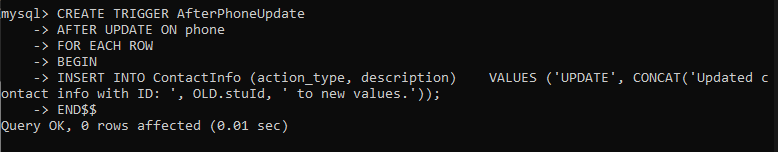 mysql> CREATE TRIGGER AfterPhoneUpdate
    -> AFTER UPDATE ON phone
    -> FOR EACH ROW
    -> BEGIN
    -> INSERT INTO ContactInfo (action_type, description)    VALUES ('UPDATE', CONCAT('Updated c
ontact info with ID: ', OLD.stuId, ' to new values.'));
    -> END$$
Query OK, 0 rows affected (0.01 sec)